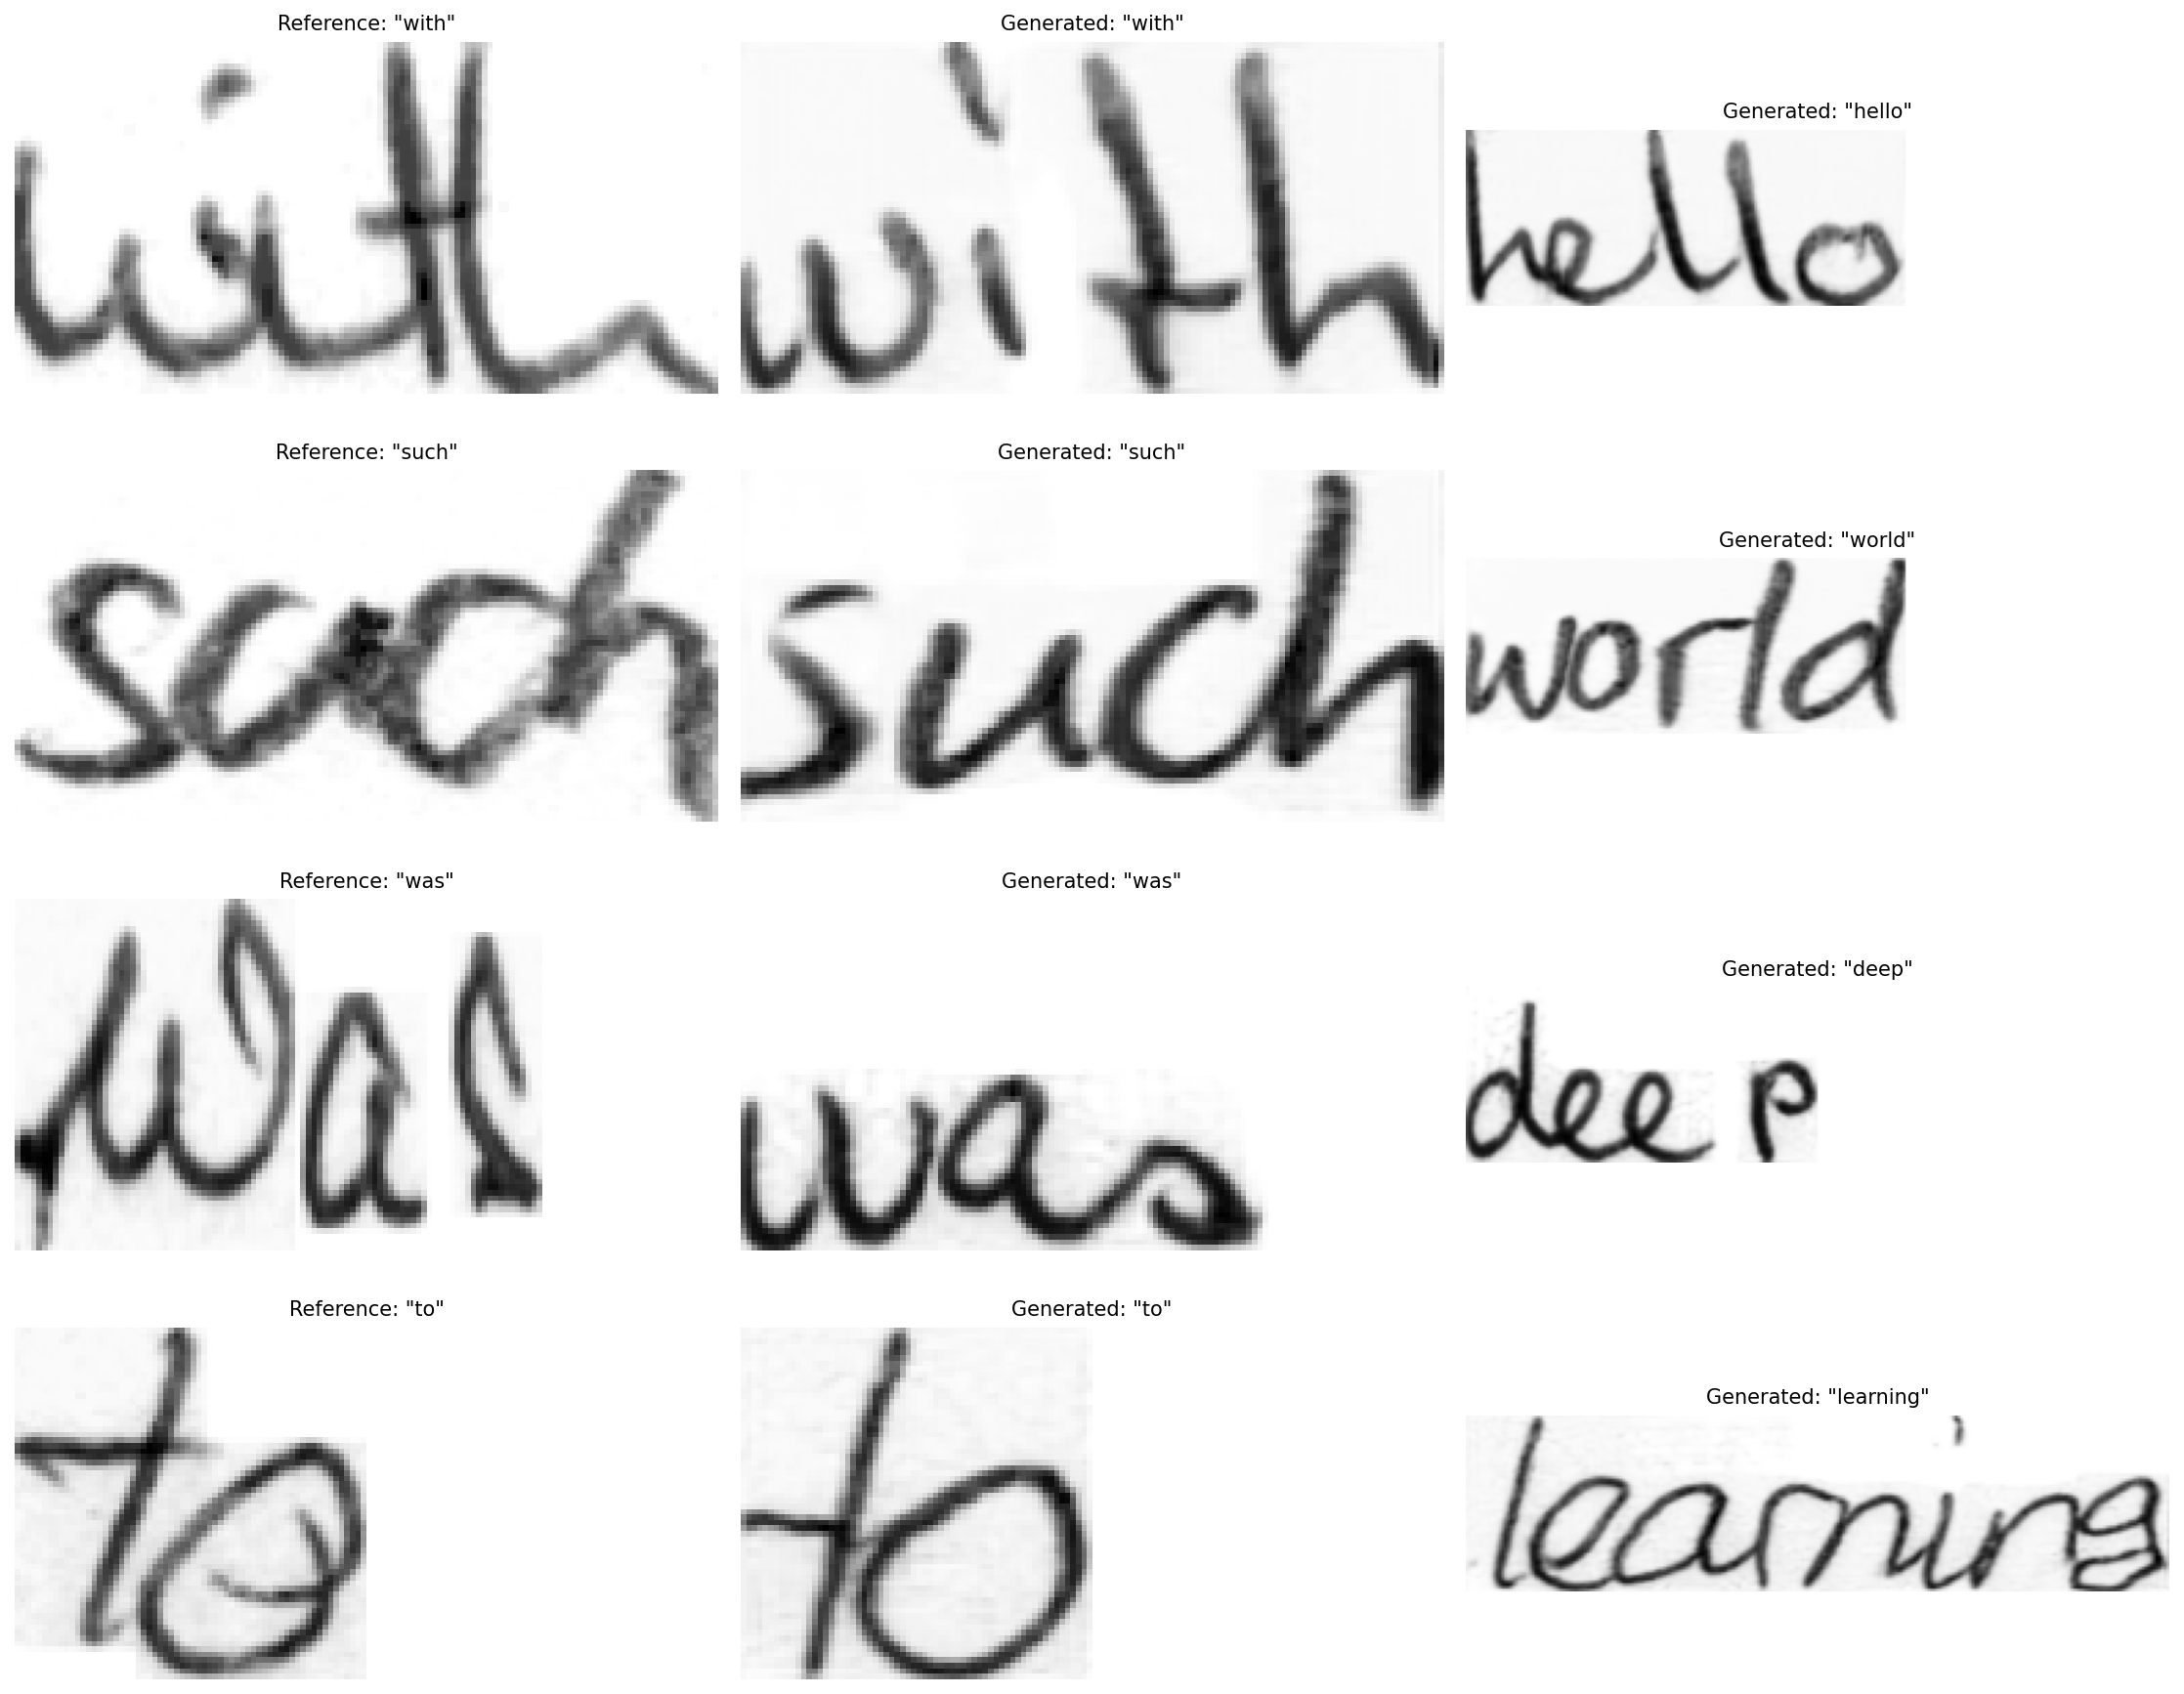 Reference: "with" Generated: "with" Generated: "hello"
with with hello
Reference: "such" Generated: "such" Generated: "world"
such such world
Reference: "was" Generated: "was" Generated: "deep"
was was deep
Reference: "to" Generated: "to" Generated: "learning"
to to learning